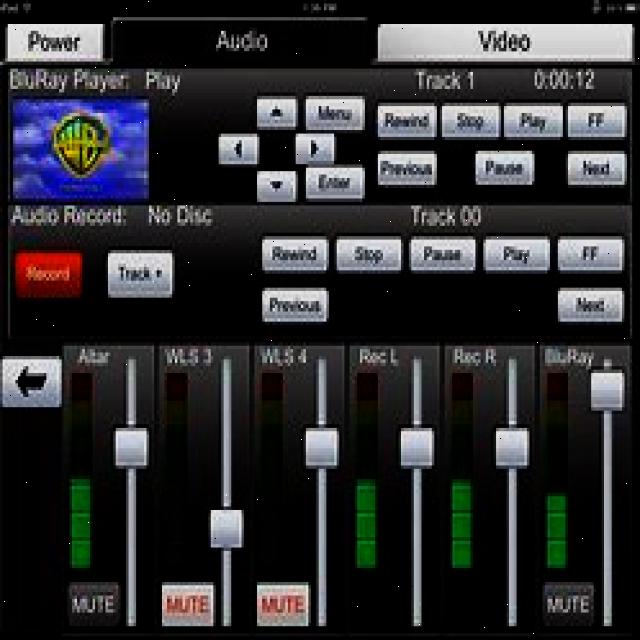 Power Audio Video
BluRay Player: Play Track 1 0:00:12
Menu Rewind Stop Play FF
Enter Previous Pause Next
Audio Record: No Disc Track 00
Record Track + Rewind Stop Pause Play FF
Previous Next
Altar WLS 3 WLS 4 Rec L Rec R BluRay
MUTE MUTE MUTE MUTE